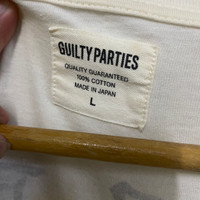 GUILTY PARTIES
QUALITY GUARANTEED
100% COTTON
MADE IN JAPAN
L